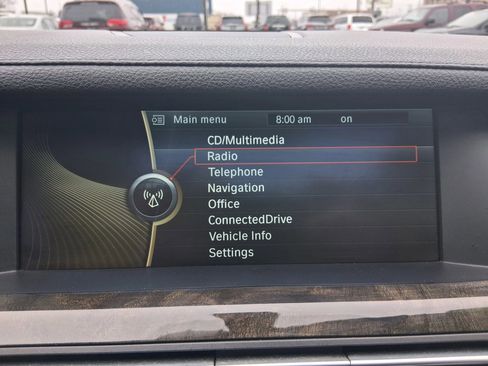 Main menu 8:00 am on
CD/Multimedia
Radio
Telephone
Navigation
Office
ConnectedDrive
Vehicle Info
Settings